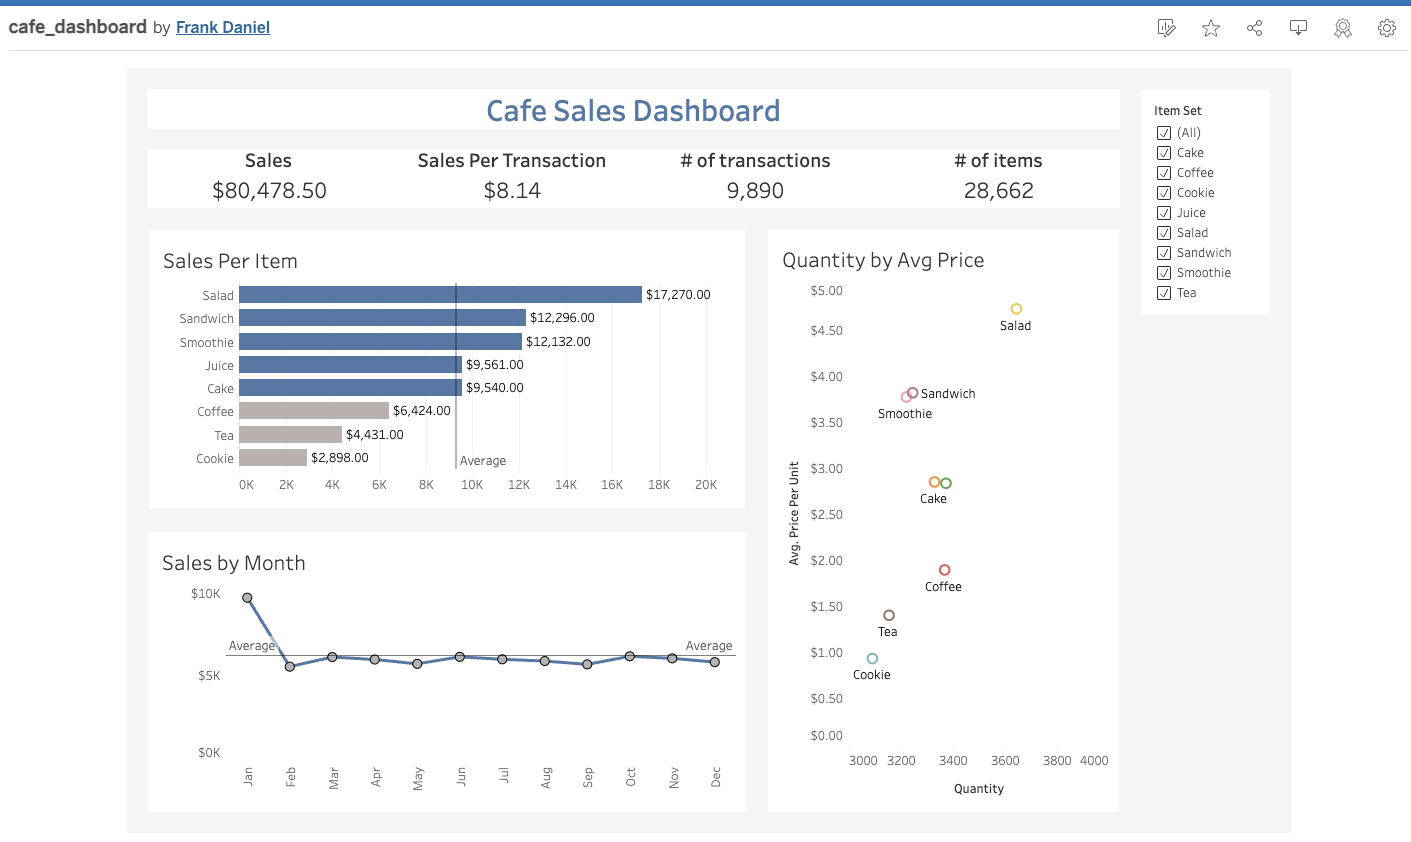 cafe_dashboard by Frank Daniel
Cafe Sales Dashboard
Sales
$80,478.50
Sales Per Transaction
$8.14
# of transactions
9,890
# of items
28,662
Item Set
(All)
Cake
Coffee
Cookie
Juice
Salad
Sandwich
Smoothie
Tea
Sales Per Item
Salad $17,270.00
Sandwich $12,296.00
Smoothie $12,132.00
Juice $9,561.00
Cake $9,540.00
Coffee $6,424.00
Tea $4,431.00
Cookie $2,898.00
Average
0K 2K 4K 6K 8K 10K 12K 14K 16K 18K 20K
Sales by Month
$10K
Average Average
$5K
$0K
Jan Feb Mar Apr May Jun Jul Aug Sep Oct Nov Dec
Quantity by Avg Price
Avg. Price Per Unit
$5.00
Salad
$4.50
$4.00
Sandwich
Smoothie
$3.50
$3.00
Cake
$2.50
$2.00
Coffee
$1.50
Tea
$1.00
Cookie
$0.50
$0.00
3000 3200 3400 3600 3800 4000
Quantity